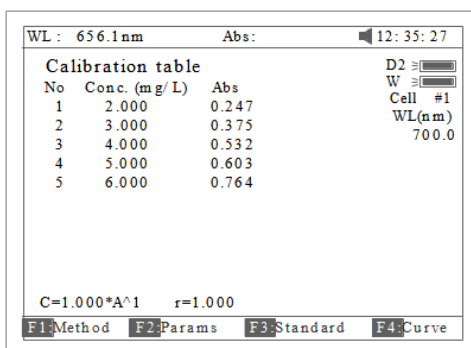 WL: 656.1nm Abs: 12:35:27
Calibration table
No Conc. (mg/L) Abs
1 2.000 0.247
2 3.000 0.375
3 4.000 0.532
4 5.000 0.603
5 6.000 0.764
D2
W
Cell #1
WL(nm)
700.0
C=1.000*A^1 r=1.000
F1:Method F2:Params F3:Standard F4:Curve